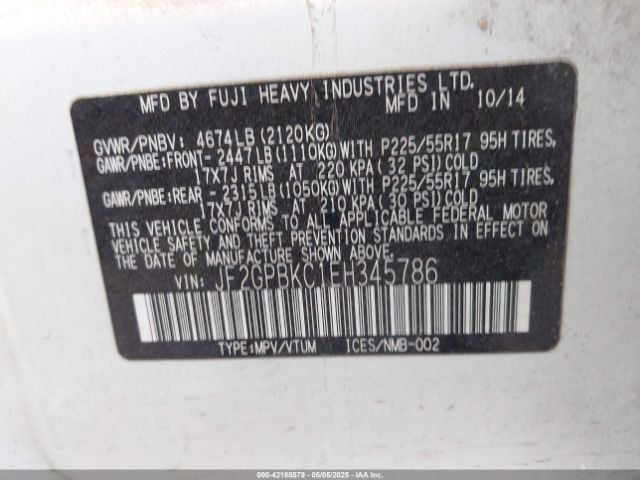 MFD BY FUJI HEAVY INDUSTRIES LTD.
MFD IN 10/14
GVWR/PNBV: 4674LB(2120KG)
GAWR/PNBE:FRONT- 2447LB(1110KG)WITH P225/55R17 95H TIRES,
17X7J RIMS AT 220 KPA(32 PSI)COLD
GAWR/PNBE:REAR - 2315LB(1050KG)WITH P225/55R17 95H TIRES,
17X7J RIMS AT 210 KPA(30 PSI)COLD
THIS VEHICLE CONFORMS TO ALL APPLICABLE FEDERAL MOTOR
VEHICLE SAFETY AND THEFT PREVENTION STANDARDS IN EFFECT ON
THE DATE OF MANUFACTURE SHOWN ABOVE.
VIN: JF2GPBKC1EH345786
TYPE:MPV/VTUM ICES/NMB-002
000-42188579 05/05/2025 IAA Inc.